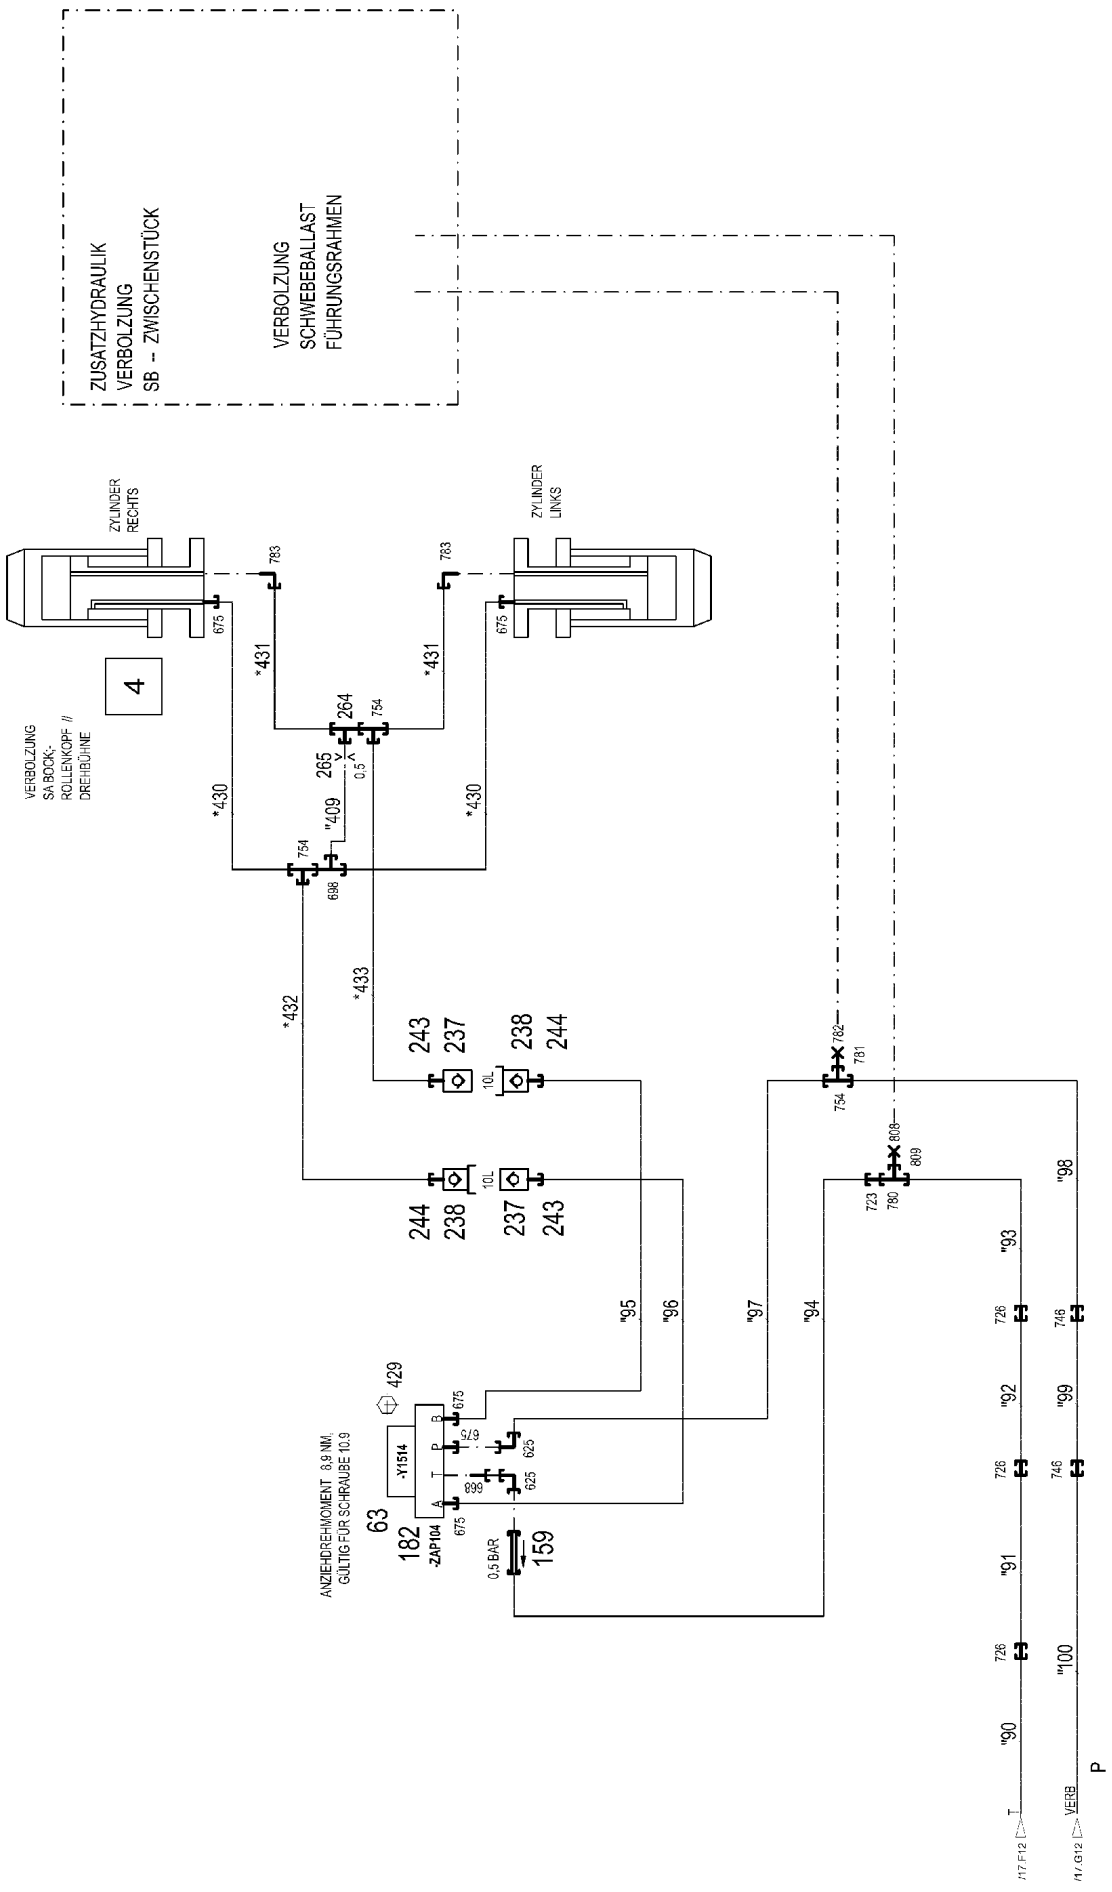 ZUSATZHYDRAULIK
VERBOLZUNG
SB -- ZWISCHENSTÜCK
VERBOLZUNG
SCHWEBEBALLAST
FÜHRUNGSRAHMEN
ZYLINDER
RECHTS
ZYLINDER
LINKS
783
783
675
675
4
VERBOLZUNG
SA BOCK;-
ROLLENKOPF //
DREHBÜHNE
*431
*431
264
754
265
0,5
*430
"409
*430
754
698
*432
*433
243
237
10L
238
244
244
238
10L
237
243
782
781
754
808
809
723
780
"98
"93
"95
"96
"97
"94
726
746
"92
"99
726
746
"91
726
"100
"90
ANZIEHDREHMOMENT 8,9 NM,
GÜLTIG FÜR SCHRAUBE 10.9
429
-Y1514
63
182
-ZAP104
A T P B
675
675
625
668
625
675
0,5 BAR
159
T
/17.F12
VERB
/17.G12
P